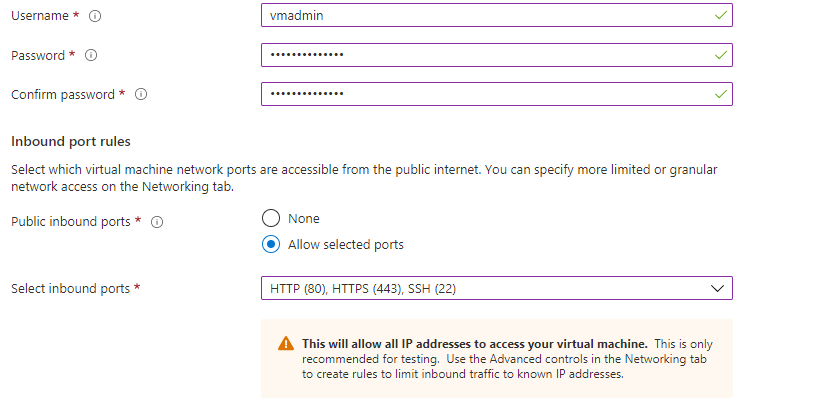 Username * vmadmin
Password * ••••••••••••••
Confirm password * ••••••••••••••
Inbound port rules
Select which virtual machine network ports are accessible from the public internet. You can specify more limited or granular
network access on the Networking tab.
Public inbound ports * None
Allow selected ports
Select inbound ports * HTTP (80), HTTPS (443), SSH (22)
This will allow all IP addresses to access your virtual machine. This is only
recommended for testing. Use the Advanced controls in the Networking tab
to create rules to limit inbound traffic to known IP addresses.